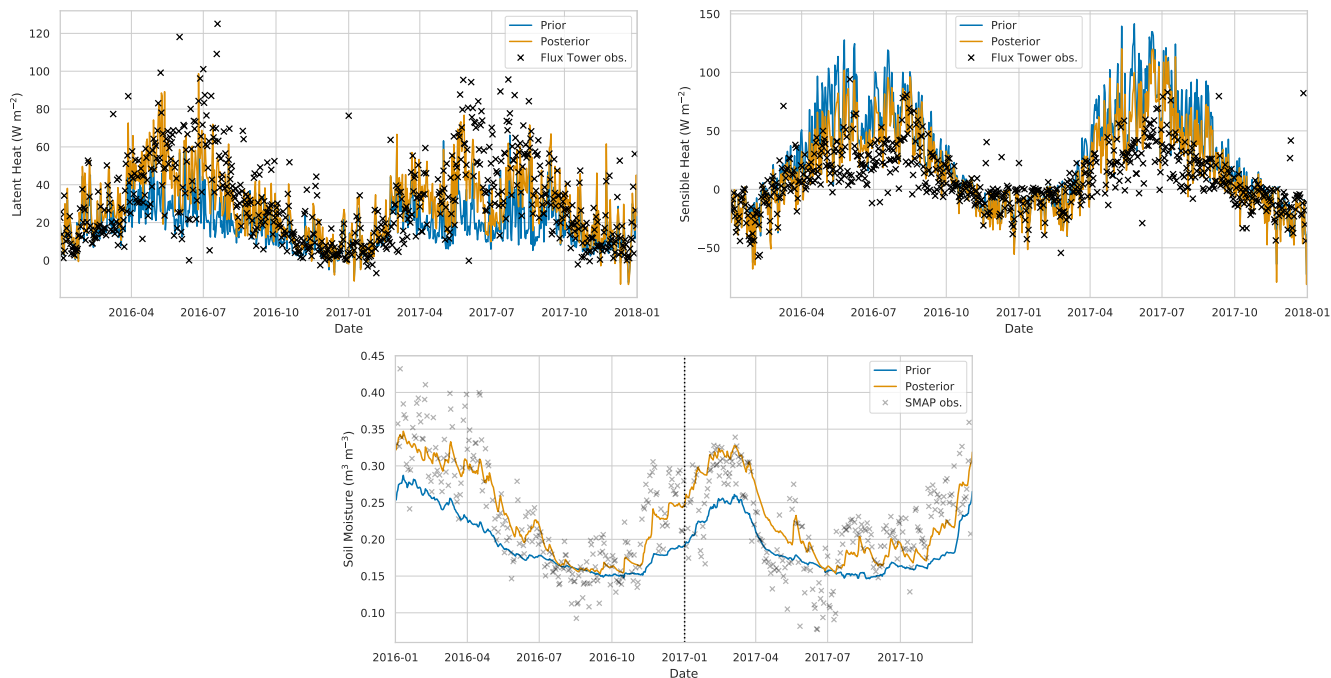 Latent Heat (W m⁻²)
120
100
80
60
40
20
0
Prior
Posterior
Flux Tower obs.
2016-04 2016-07 2016-10 2017-01 2017-04 2017-07 2017-10 2018-01
Date
Sensible Heat (W m⁻²)
150
100
50
0
−50
Prior
Posterior
Flux Tower obs.
2016-04 2016-07 2016-10 2017-01 2017-04 2017-07 2017-10 2018-01
Date
Soil Moisture (m³ m⁻³)
0.45
0.40
0.35
0.30
0.25
0.20
0.15
0.10
Prior
Posterior
SMAP obs.
2016-01 2016-04 2016-07 2016-10 2017-01 2017-04 2017-07 2017-10
Date